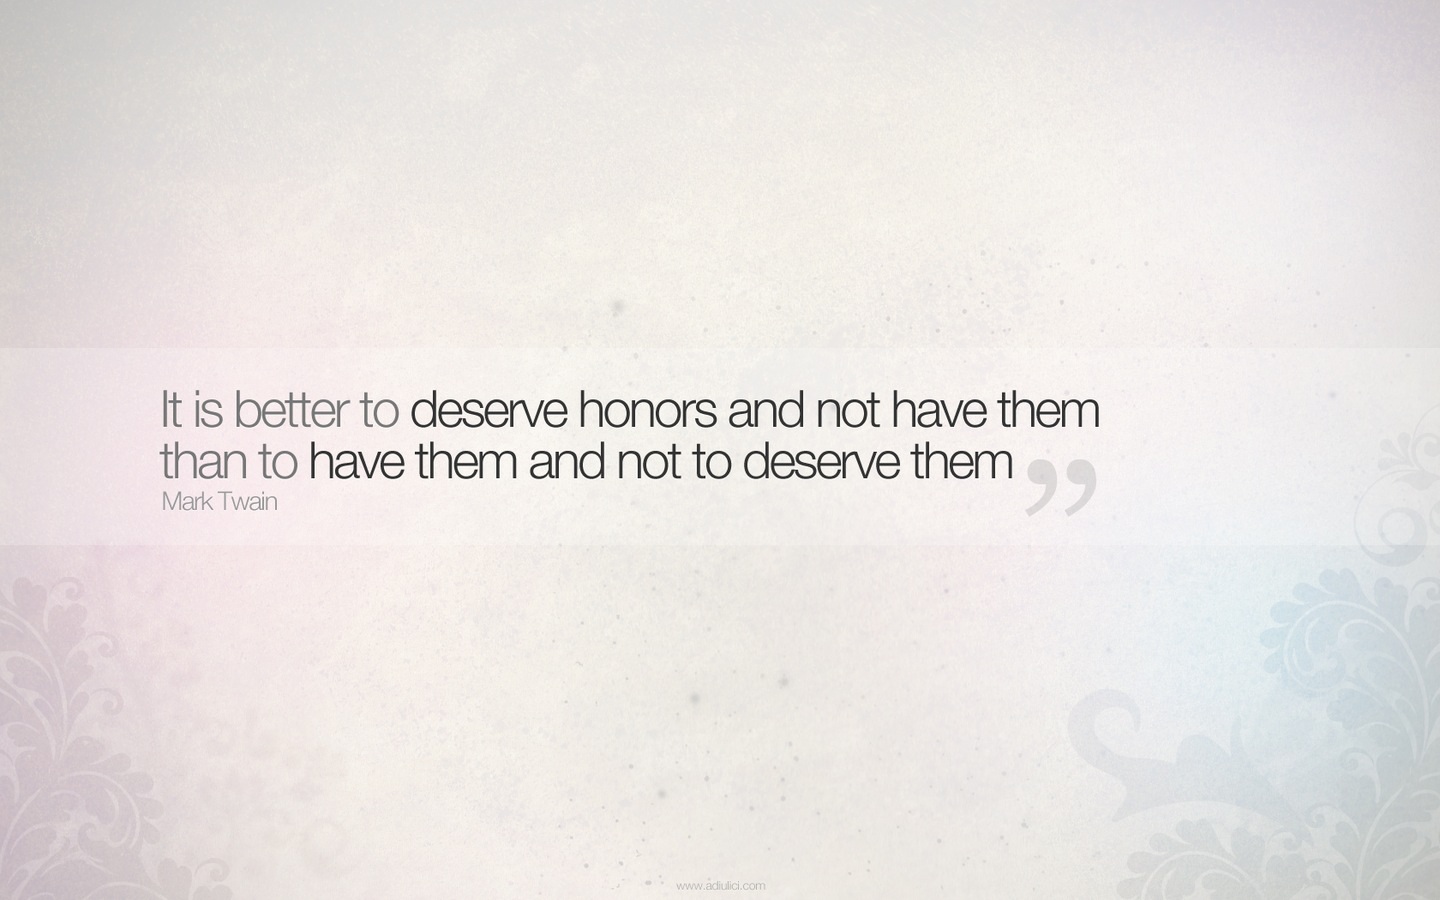 It is better to deserve honors and not have them
than to have them and not to deserve them ”
Mark Twain
www.adiulici.com